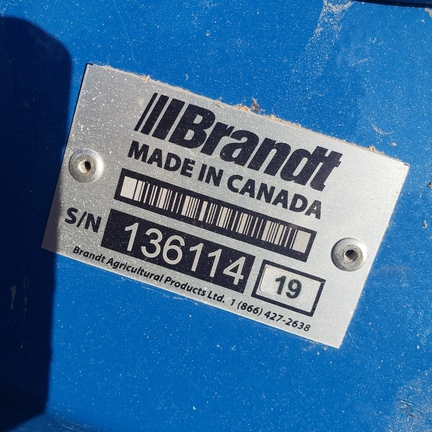 Brandt
MADE IN CANADA
S/N 136114 19
Brandt Agricultural Products Ltd. 1 (866) 427-2638